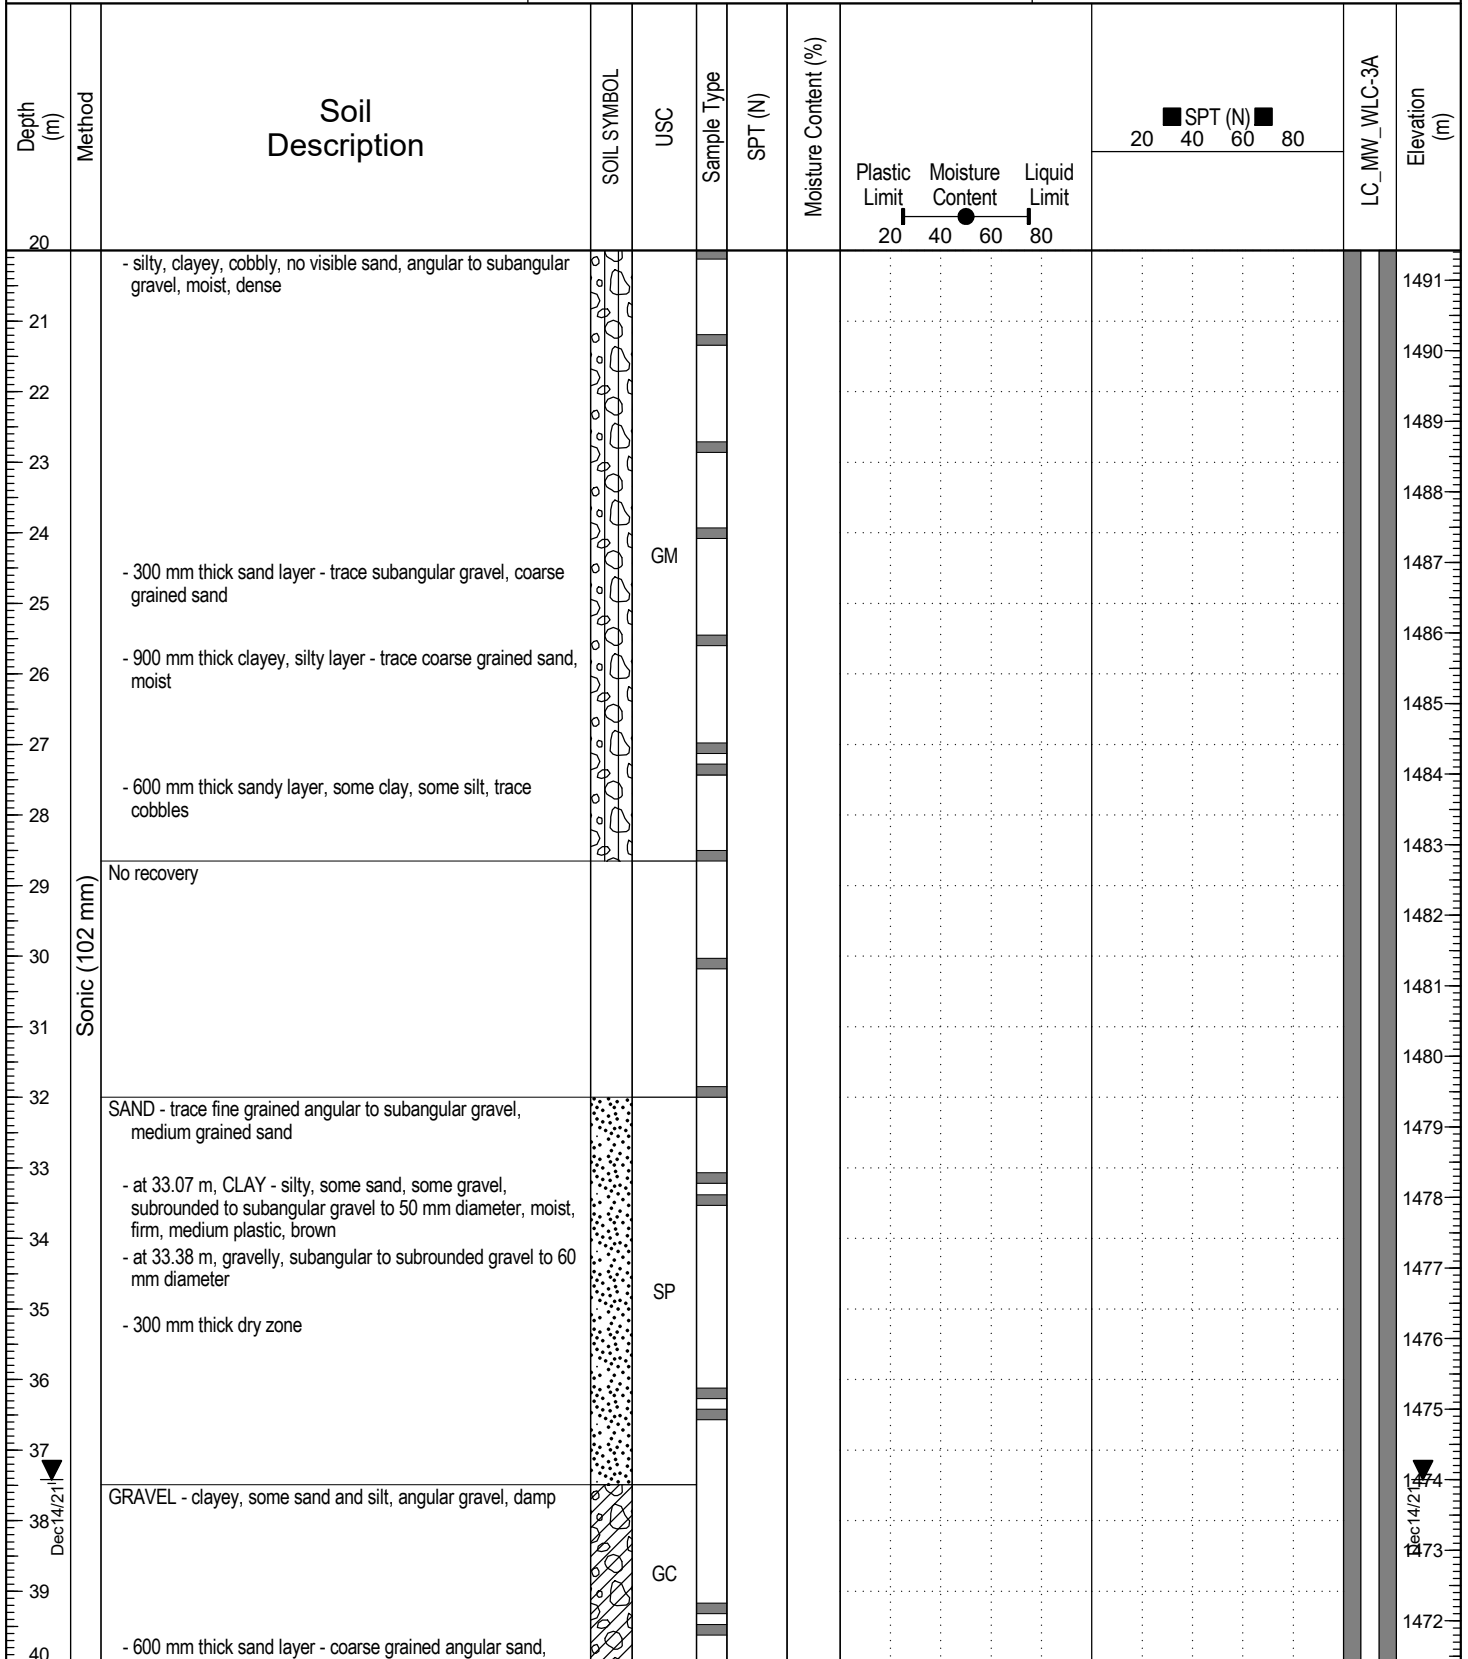 Depth
(m)
Method
Soil
Description
SOIL SYMBOL
USC
Sample Type
SPT (N)
Moisture Content (%)
Plastic Moisture Liquid
Limit Content Limit
20 40 60 80
■ SPT (N) ■
20 40 60 80
LC_MW_WLC-3A
Elevation
(m)
20
- silty, clayey, cobbly, no visible sand, angular to subangular
gravel, moist, dense
1491
21
1490
22
1489
23
1488
24
GM
1487
- 300 mm thick sand layer - trace subangular gravel, coarse
grained sand
25
1486
- 900 mm thick clayey, silty layer - trace coarse grained sand,
moist
26
1485
27
1484
- 600 mm thick sandy layer, some clay, some silt, trace
cobbles
28
1483
No recovery
29
1482
Sonic (102 mm)
30
1481
31
1480
32
SAND - trace fine grained angular to subangular gravel,
medium grained sand
1479
33
- at 33.07 m, CLAY - silty, some sand, some gravel,
subrounded to subangular gravel to 50 mm diameter, moist,
firm, medium plastic, brown
1478
34
- at 33.38 m, gravelly, subangular to subrounded gravel to 60
mm diameter
1477
SP
35
- 300 mm thick dry zone
1476
36
1475
37
1474
GRAVEL - clayey, some sand and silt, angular gravel, damp
38
Dec14/21
Dec14/21
1473
GC
39
1472
- 600 mm thick sand layer - coarse grained angular sand,
40